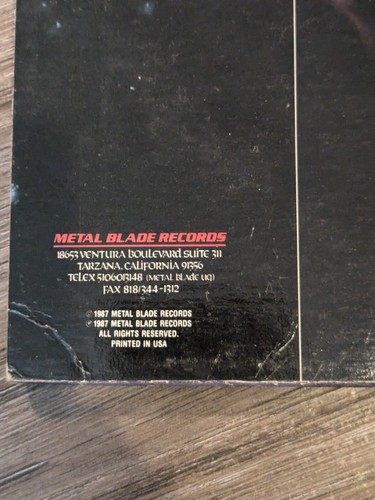 METAL BLADE RECORDS
18653 VENTURA BOULEVARD SUITE 311
TARZANA, CALIFORNIA 91356
TELEX 5106013148 (METAL BLADE UQ)
FAX 818/344-1312
© 1987 METAL BLADE RECORDS
℗ 1987 METAL BLADE RECORDS
ALL RIGHTS RESERVED.
PRINTED IN USA